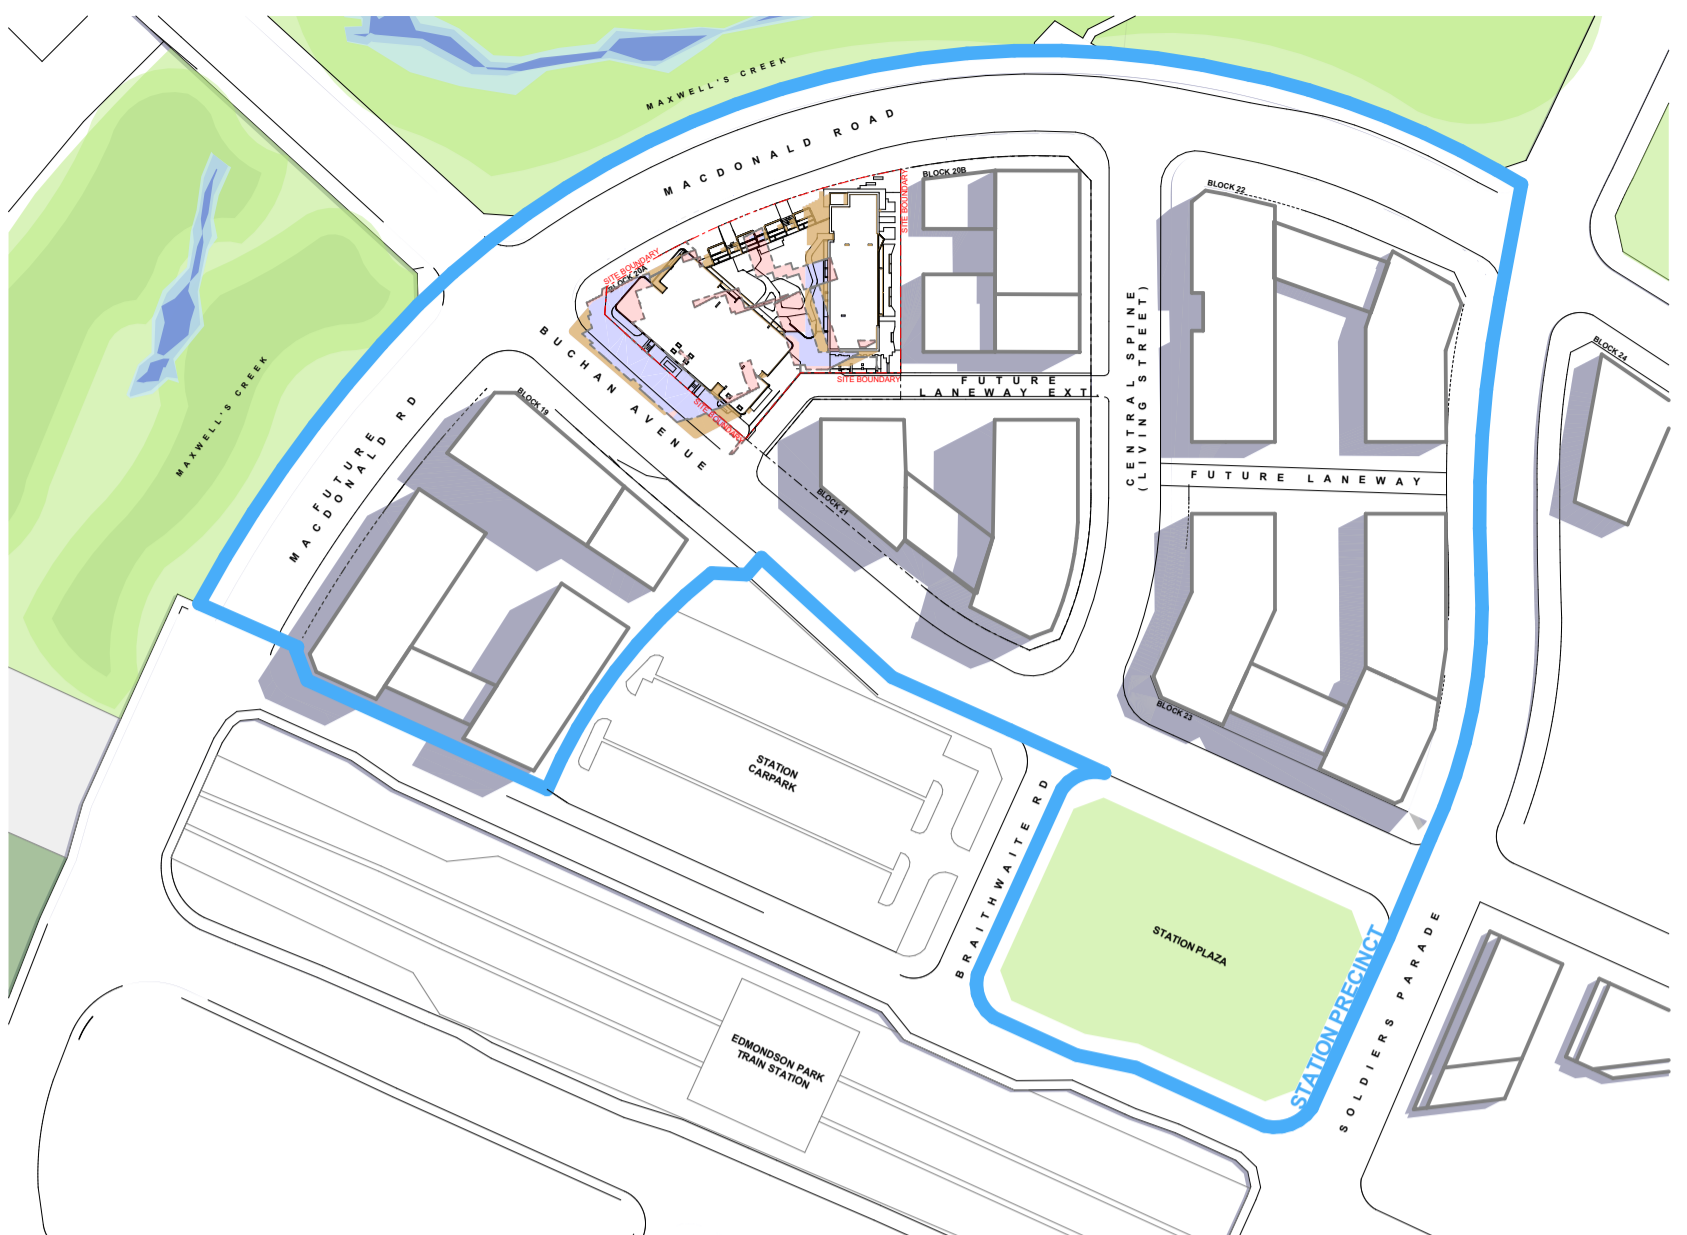 MAXWELL'S CREEK
MACDONALD ROAD
BLOCK 20B
SITE BOUNDARY
BLOCK 22
SITE BOUNDARY
BLOCK 20A
BUCHAN AVENUE
CENTRAL SPINE
(LIVING STREET)
BLOCK 24
SITE BOUNDARY
FUTURE
LANEWAY EXT.
MAXWELL'S CREEK
FUTURE
MACDONALD RD
BLOCK 19
SITE BOUNDARY
FUTURE LANEWAY
BLOCK 21
BLOCK 23
STATION
CARPARK
BRAITHWAITE RD
STATION PLAZA
STATION PRECINCT
SOLDIERS PARADE
EDMONDSON PARK
TRAIN STATION